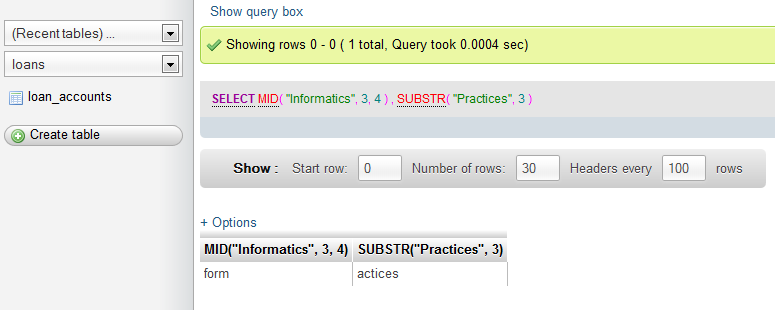 Show query box
(Recent tables) ...
loans
loan_accounts
Create table
Showing rows 0 - 0 ( 1 total, Query took 0.0004 sec)
SELECT MID( "Informatics", 3, 4 ) , SUBSTR( "Practices", 3 )
Show : Start row: 0 Number of rows: 30 Headers every 100 rows
+ Options
MID("Informatics", 3, 4) SUBSTR("Practices", 3)
form actices